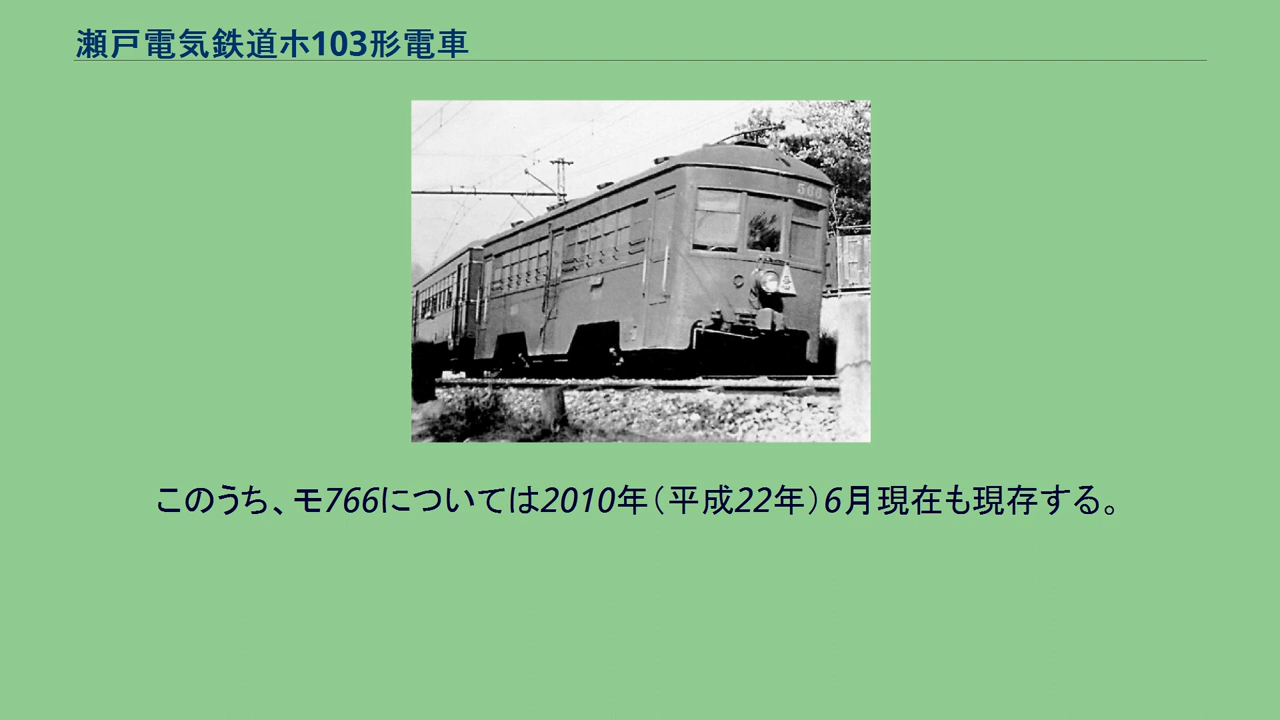 瀬戸電気鉄道ホ103形電車
このうち、モ766については2010年（平成22年）6月現在も現存する。